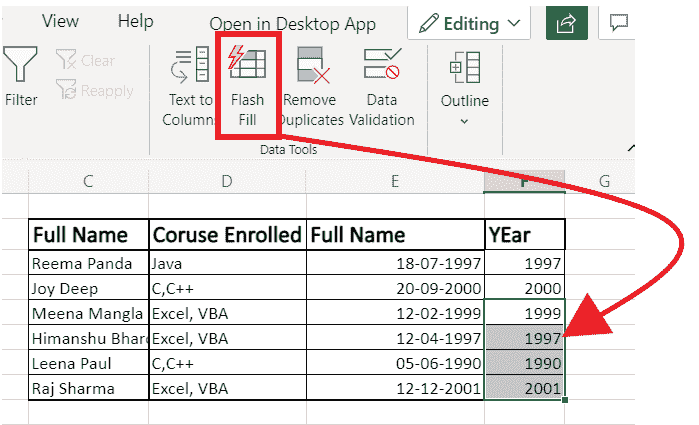 View Help Open in Desktop App Editing
Clear
Reapply
Filter Text to Flash Remove Data Outline
Column Fill Duplicates Validation
Data Tools
C D E F G
Full Name Coruse Enrolled Full Name YEar
Reema Panda Java 18-07-1997 1997
Joy Deep C,C++ 20-09-2000 2000
Meena Mangla Excel, VBA 12-02-1999 1999
Himanshu Bhar Excel, VBA 12-04-1997 1997
Leena Paul C,C++ 05-06-1990 1990
Raj Sharma Excel, VBA 12-12-2001 2001